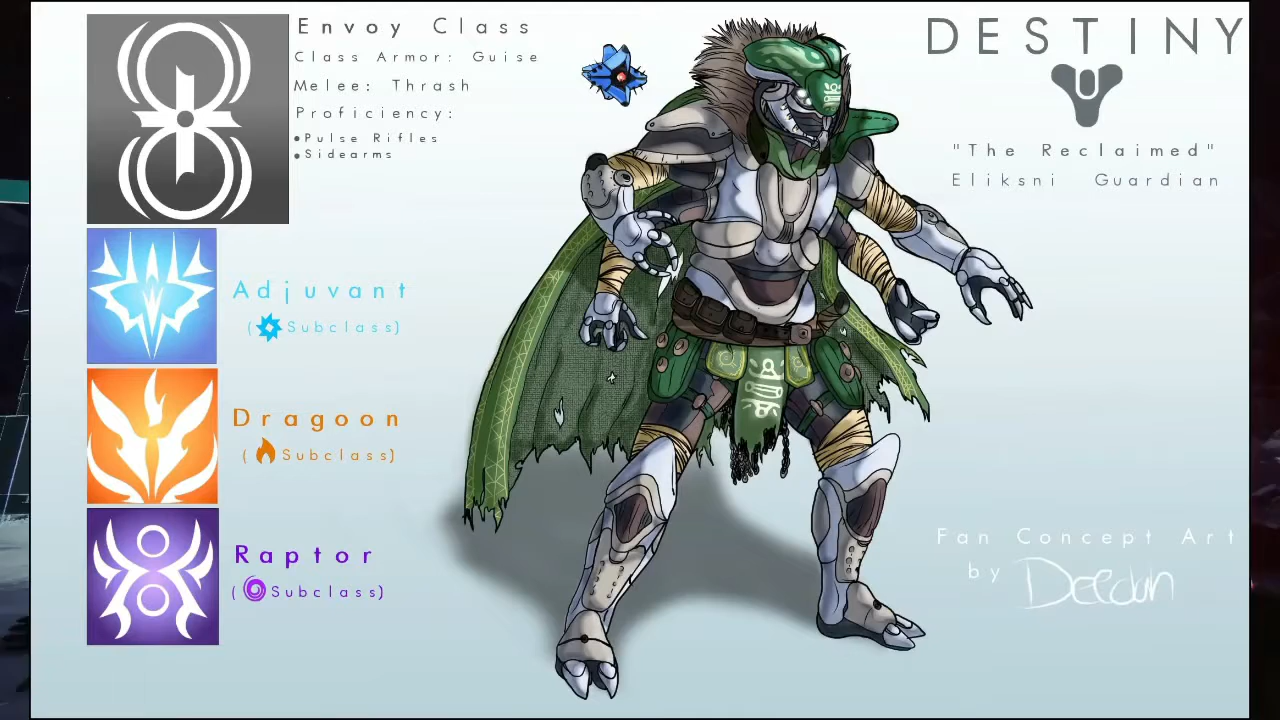 Envoy Class
Class Armor: Guise
Melee: Thrash
Proficiency:
•Pulse Rifles
•Sidearms
Adjuvant
(Subclass)
Dragoon
(Subclass)
Raptor
(Subclass)
DESTINY
"The Reclaimed"
Eliksni Guardian
Fan Concept Art
by Deedun